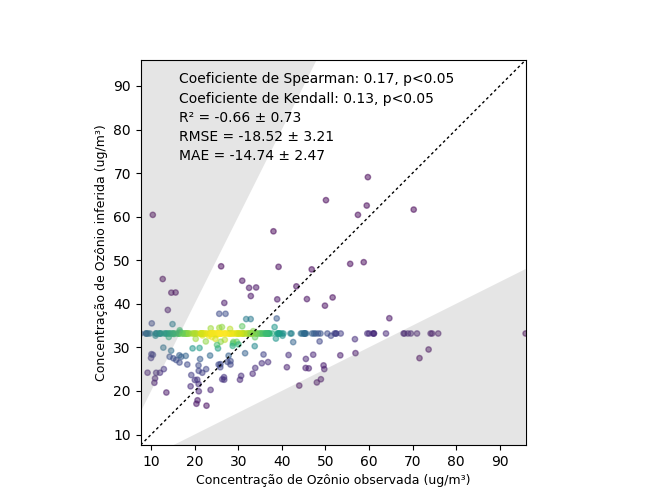 Coeficiente de Spearman: 0.17, p<0.05
Coeficiente de Kendall: 0.13, p<0.05
R² = -0.66 ± 0.73
RMSE = -18.52 ± 3.21
MAE = -14.74 ± 2.47
Concentração de Ozônio inferida (ug/m³)
90
80
70
60
50
40
30
20
10
10 20 30 40 50 60 70 80 90
Concentração de Ozônio observada (ug/m³)